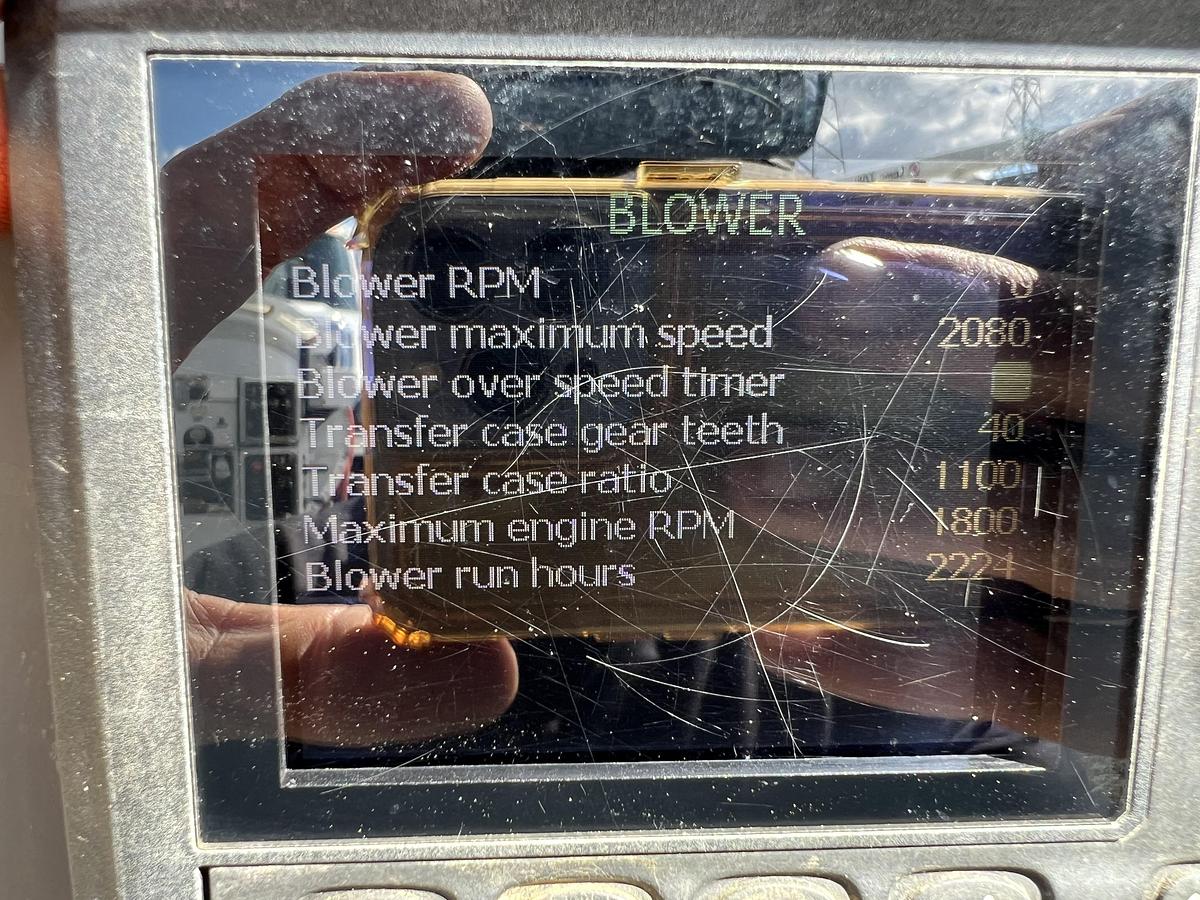 BLOWER
Blower RPM
Blower maximum speed 2080
Blower over speed timer
Transfer case gear teeth 40
Transfer case ratio 1100
Maximum engine RPM 1800
Blower run hours 2224